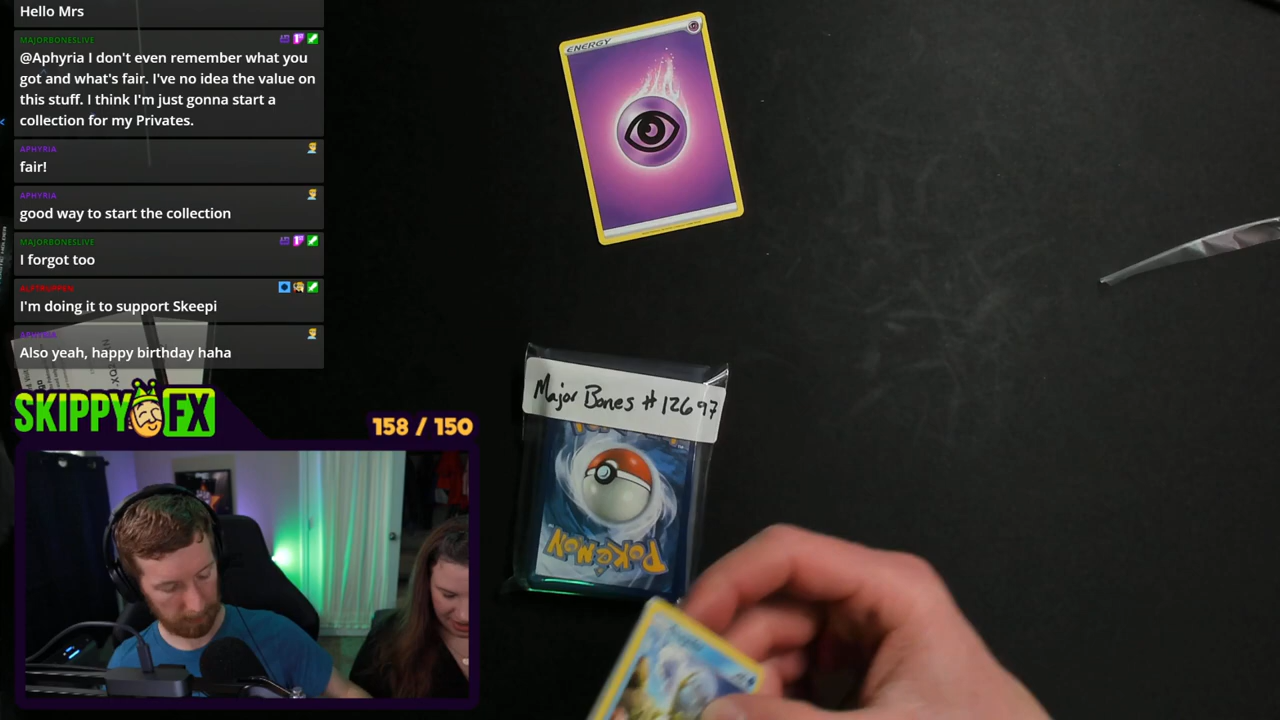 Hello Mrs
MAJORBONESLIVE
@Aphyria I don't even remember what you
got and what's fair. I've no idea the value on
this stuff. I think I'm just gonna start a
collection for my Privates.
APHYRIA
fair!
APHYRIA
good way to start the collection
MAJORBONESLIVE
I forgot too
ALFTRUPPEN
I'm doing it to support Skeepi
APHYRIA
Also yeah, happy birthday haha
SKIPPY FX
158 / 150
ENERGY
Major Bones #12697
POKéMON